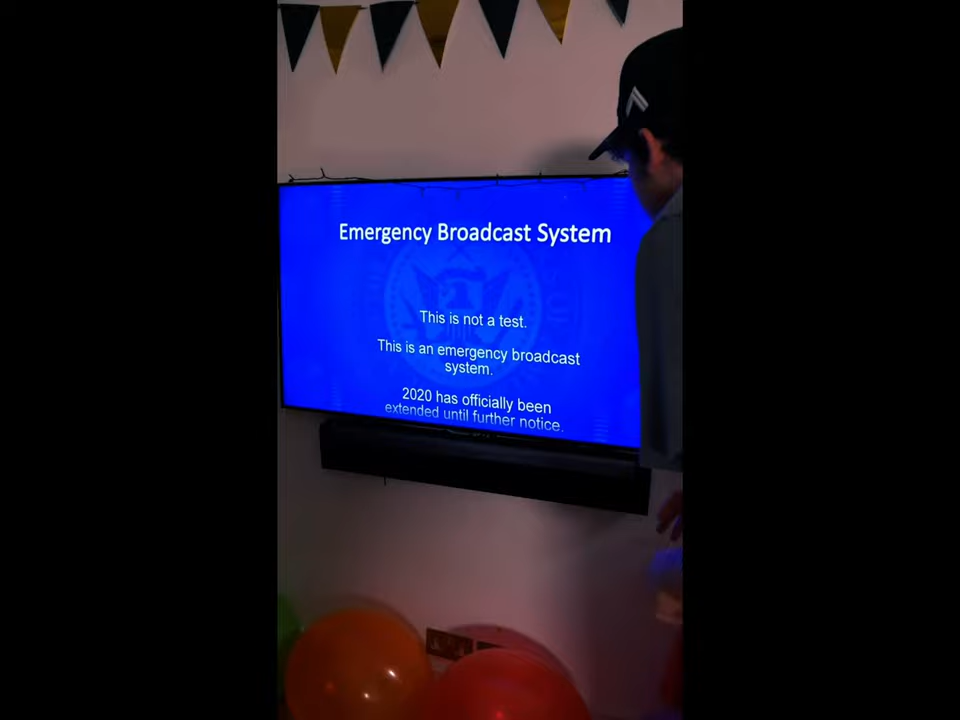 Emergency Broadcast System
This is not a test.
This is an emergency broadcast
system.
2020 has officially been
extended until further notice.